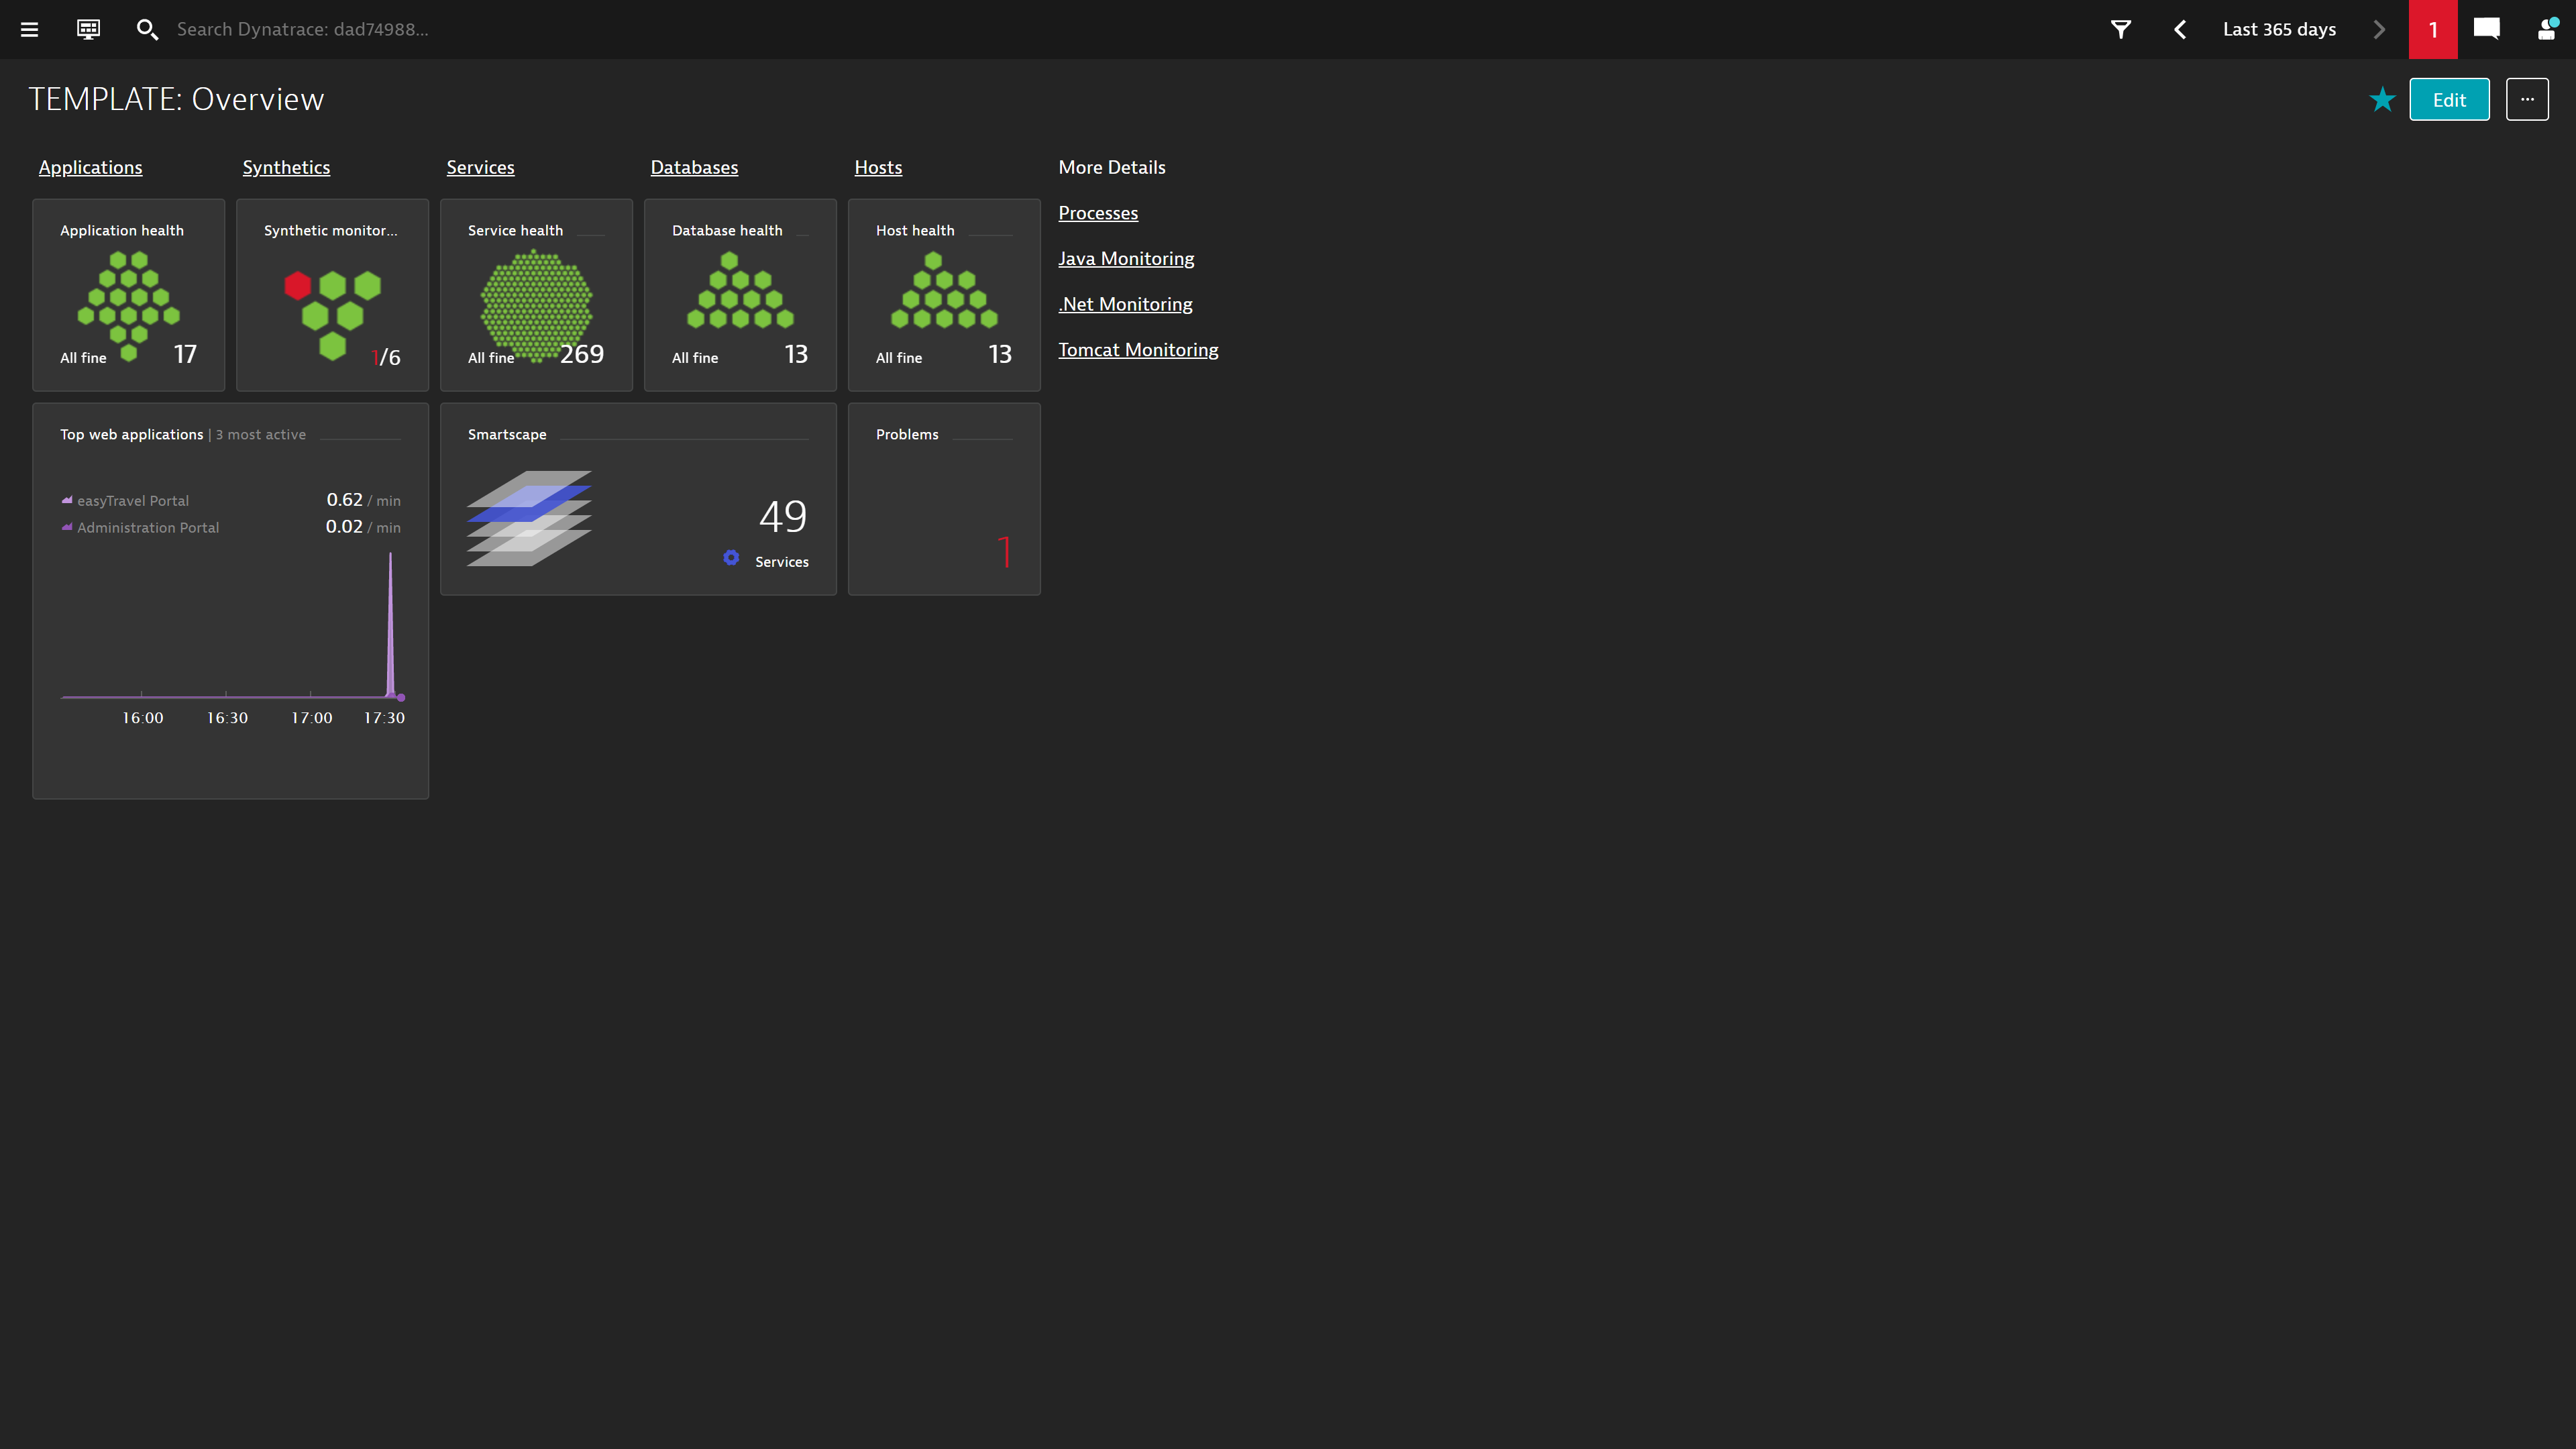 Search Dynatrace: dad74988...
Last 365 days
1
TEMPLATE: Overview
Edit
...
Applications
Synthetics
Services
Databases
Hosts
More Details
Processes
Java Monitoring
.Net Monitoring
Tomcat Monitoring
Application health
All fine
17
Synthetic monitor...
1/6
Service health
All fine
269
Database health
All fine
13
Host health
All fine
13
Top web applications | 3 most active
easyTravel Portal 0.62 / min
Administration Portal 0.02 / min
16:00 16:30 17:00 17:30
Smartscape
49
Services
Problems
1